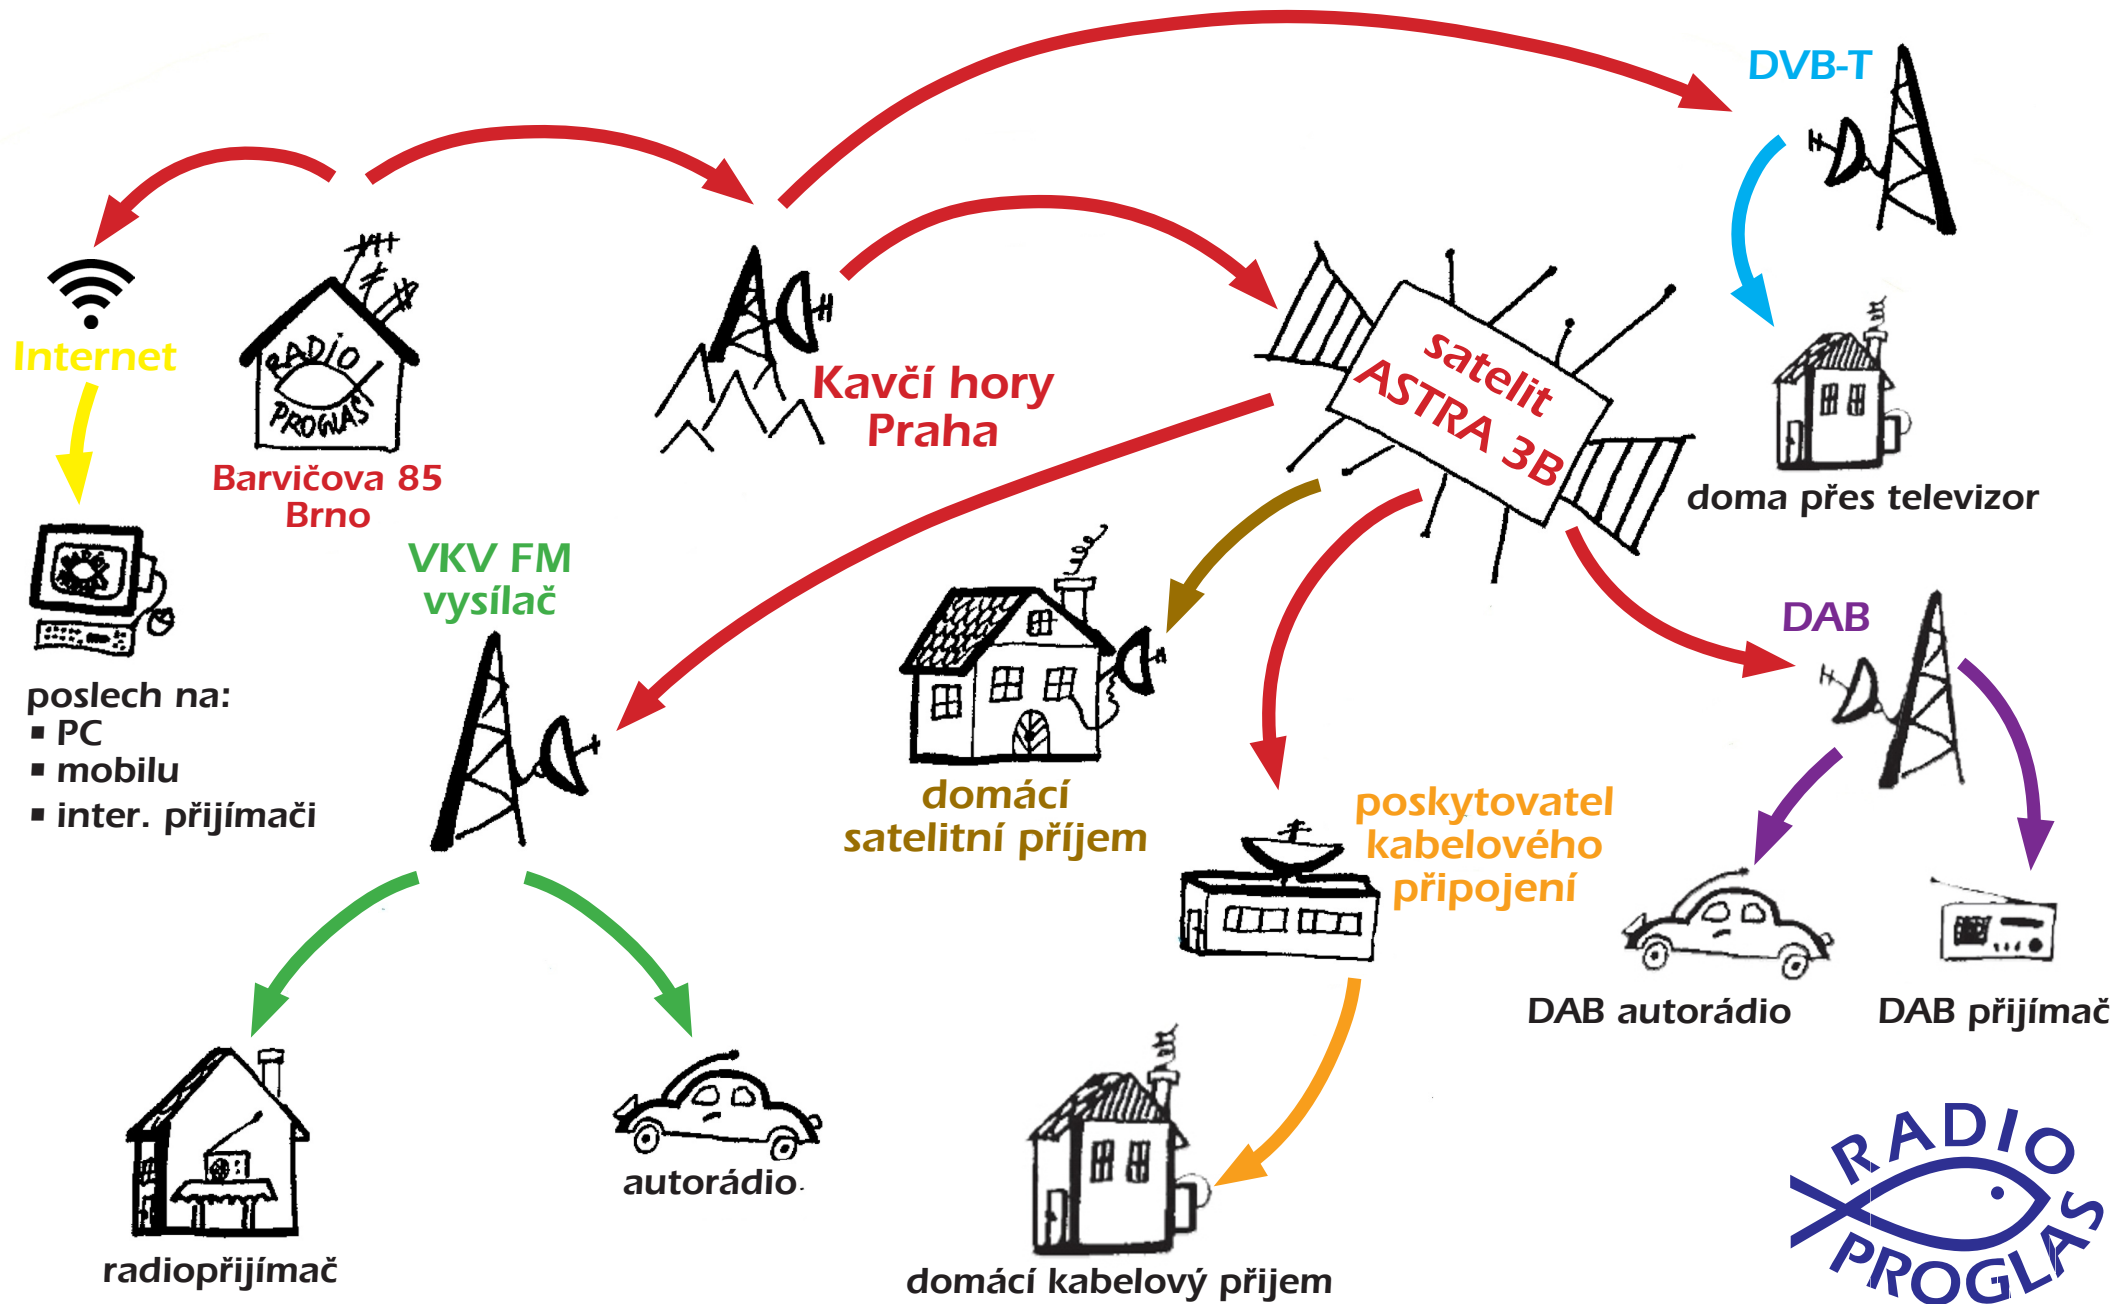 DVB-T
Internet
RADIO
PROGLAS
Barvičova 85
Brno
Kavčí hory
Praha
satelit
ASTRA 3B
doma přes televizor
VKV FM
vysílač
DAB
poslech na:
▪ PC
▪ mobilu
▪ inter. přijímači
domácí
satelitní příjem
poskytovatel
kabelového
připojení
DAB autorádio
DAB přijímač
autorádio
radiopřijímač
domácí kabelový přijem
RADIO
PROGLAS